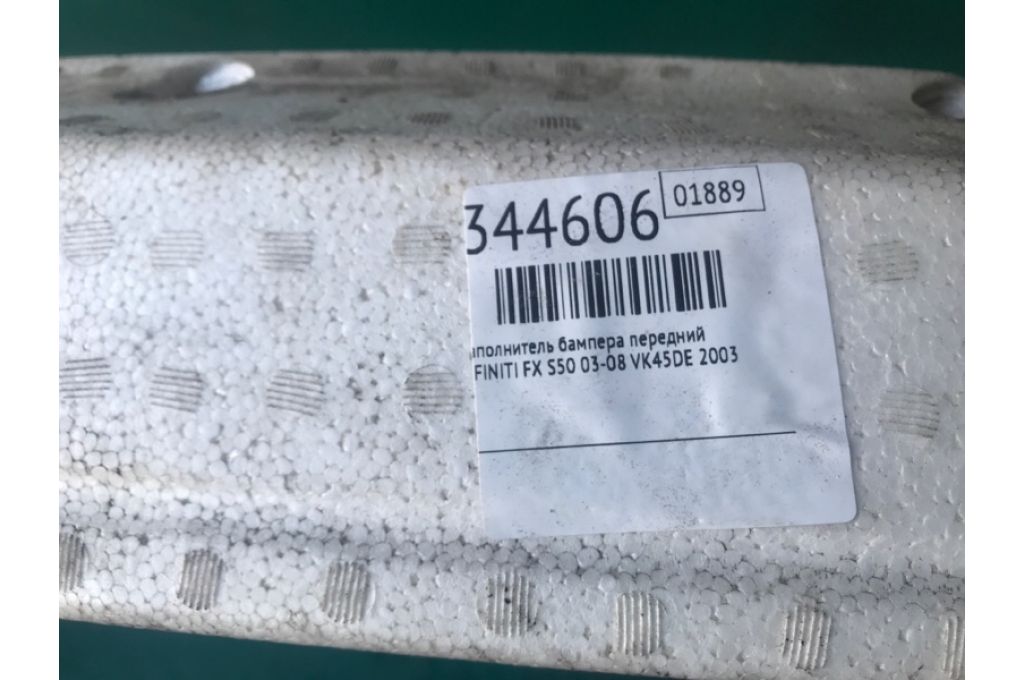 344606
01889
аполнитель бампера передний
FINITI FX S50 03-08 VK45DE 2003